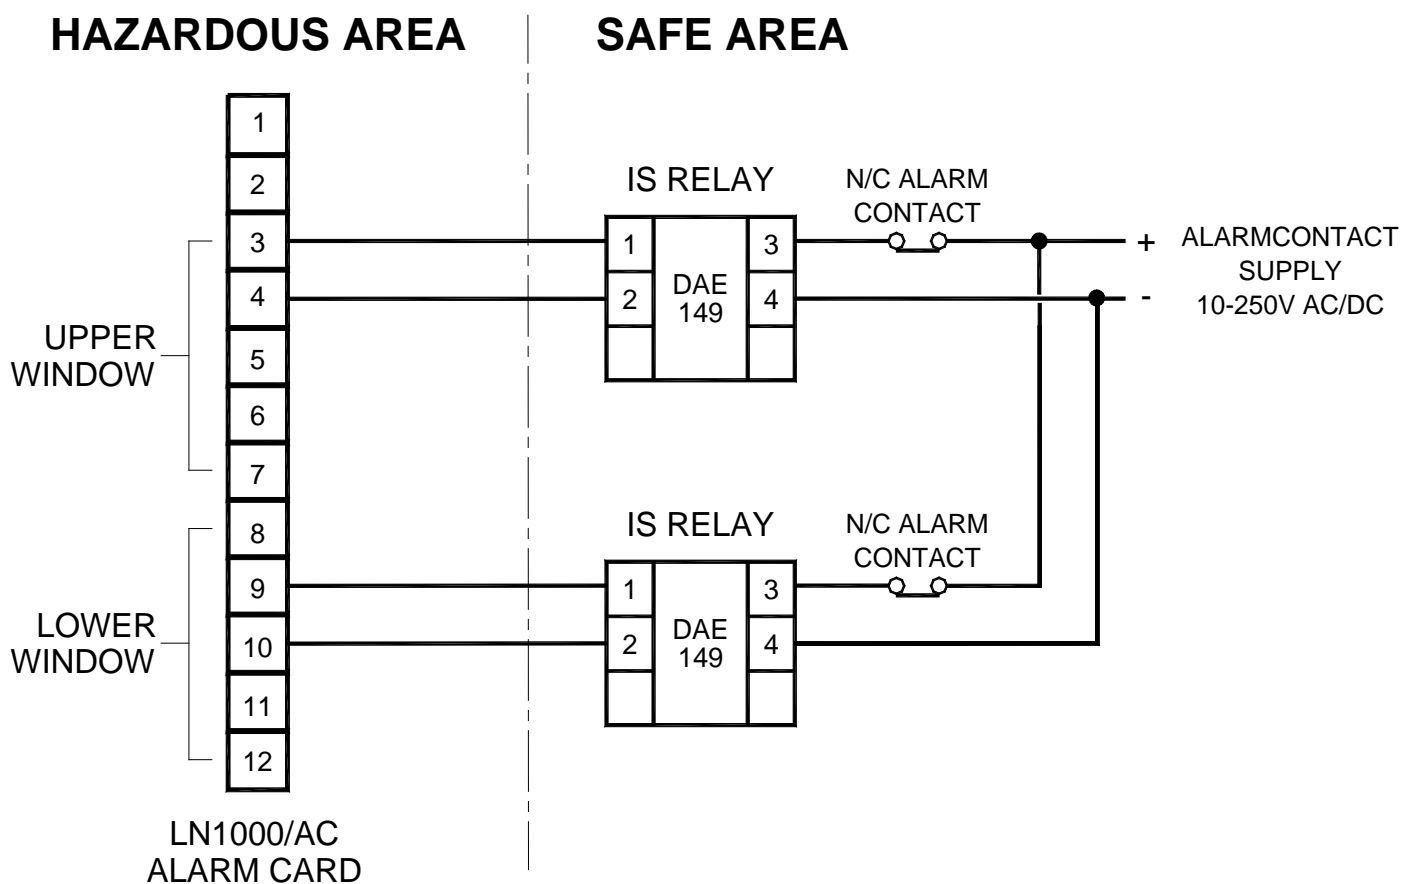 HAZARDOUS AREA
SAFE AREA
1
2
3
4
5
6
7
8
9
10
11
12
UPPER
WINDOW
LOWER
WINDOW
LN1000/AC
ALARM CARD
IS RELAY
1
2
DAE
149
3
4
N/C ALARM
CONTACT
+
-
ALARMCONTACT
SUPPLY
10-250V AC/DC
IS RELAY
1
2
DAE
149
3
4
N/C ALARM
CONTACT